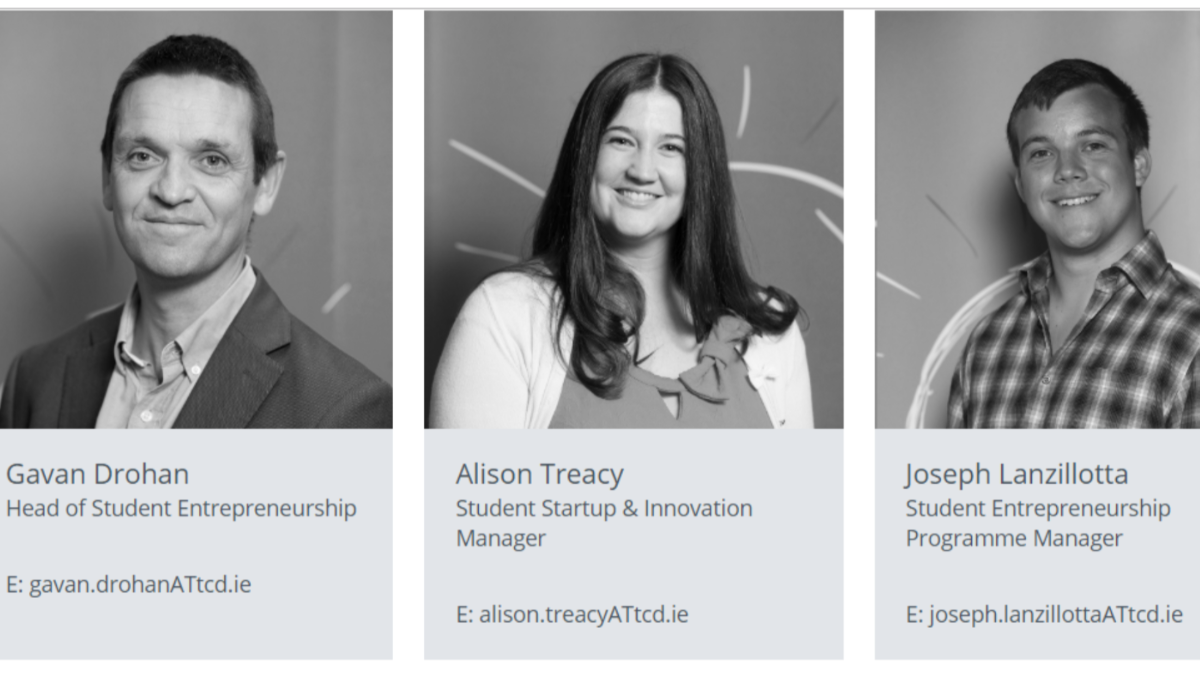 Gavan Drohan
Head of Student Entrepreneurship
E: gavan.drohanATtcd.ie
Alison Treacy
Student Startup & Innovation
Manager
E: alison.treacyATtcd.ie
Joseph Lanzillotta
Student Entrepreneurship
Programme Manager
E: joseph.lanzillottaATtcd.ie